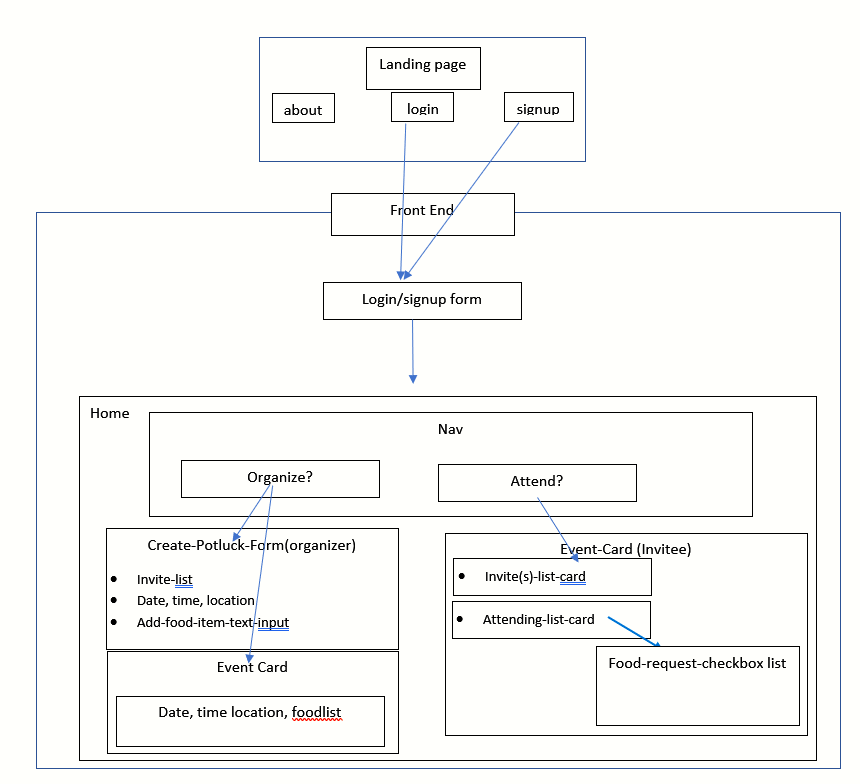 Landing page
about
login
signup
Front End
Login/signup form
Home
Nav
Organize?
Attend?
Create-Potluck-Form(organizer)
• Invite-list
• Date, time, location
• Add-food-item-text-input
Event Card
Date, time location, foodlist
Event-Card (Invitee)
• Invite(s)-list-card
• Attending-list-card
Food-request-checkbox list